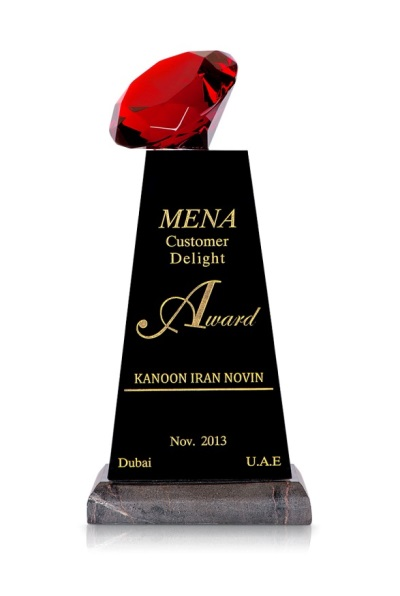 MENA
Customer
Delight
Award
KANOON IRAN NOVIN
Nov. 2013
Dubai U.A.E